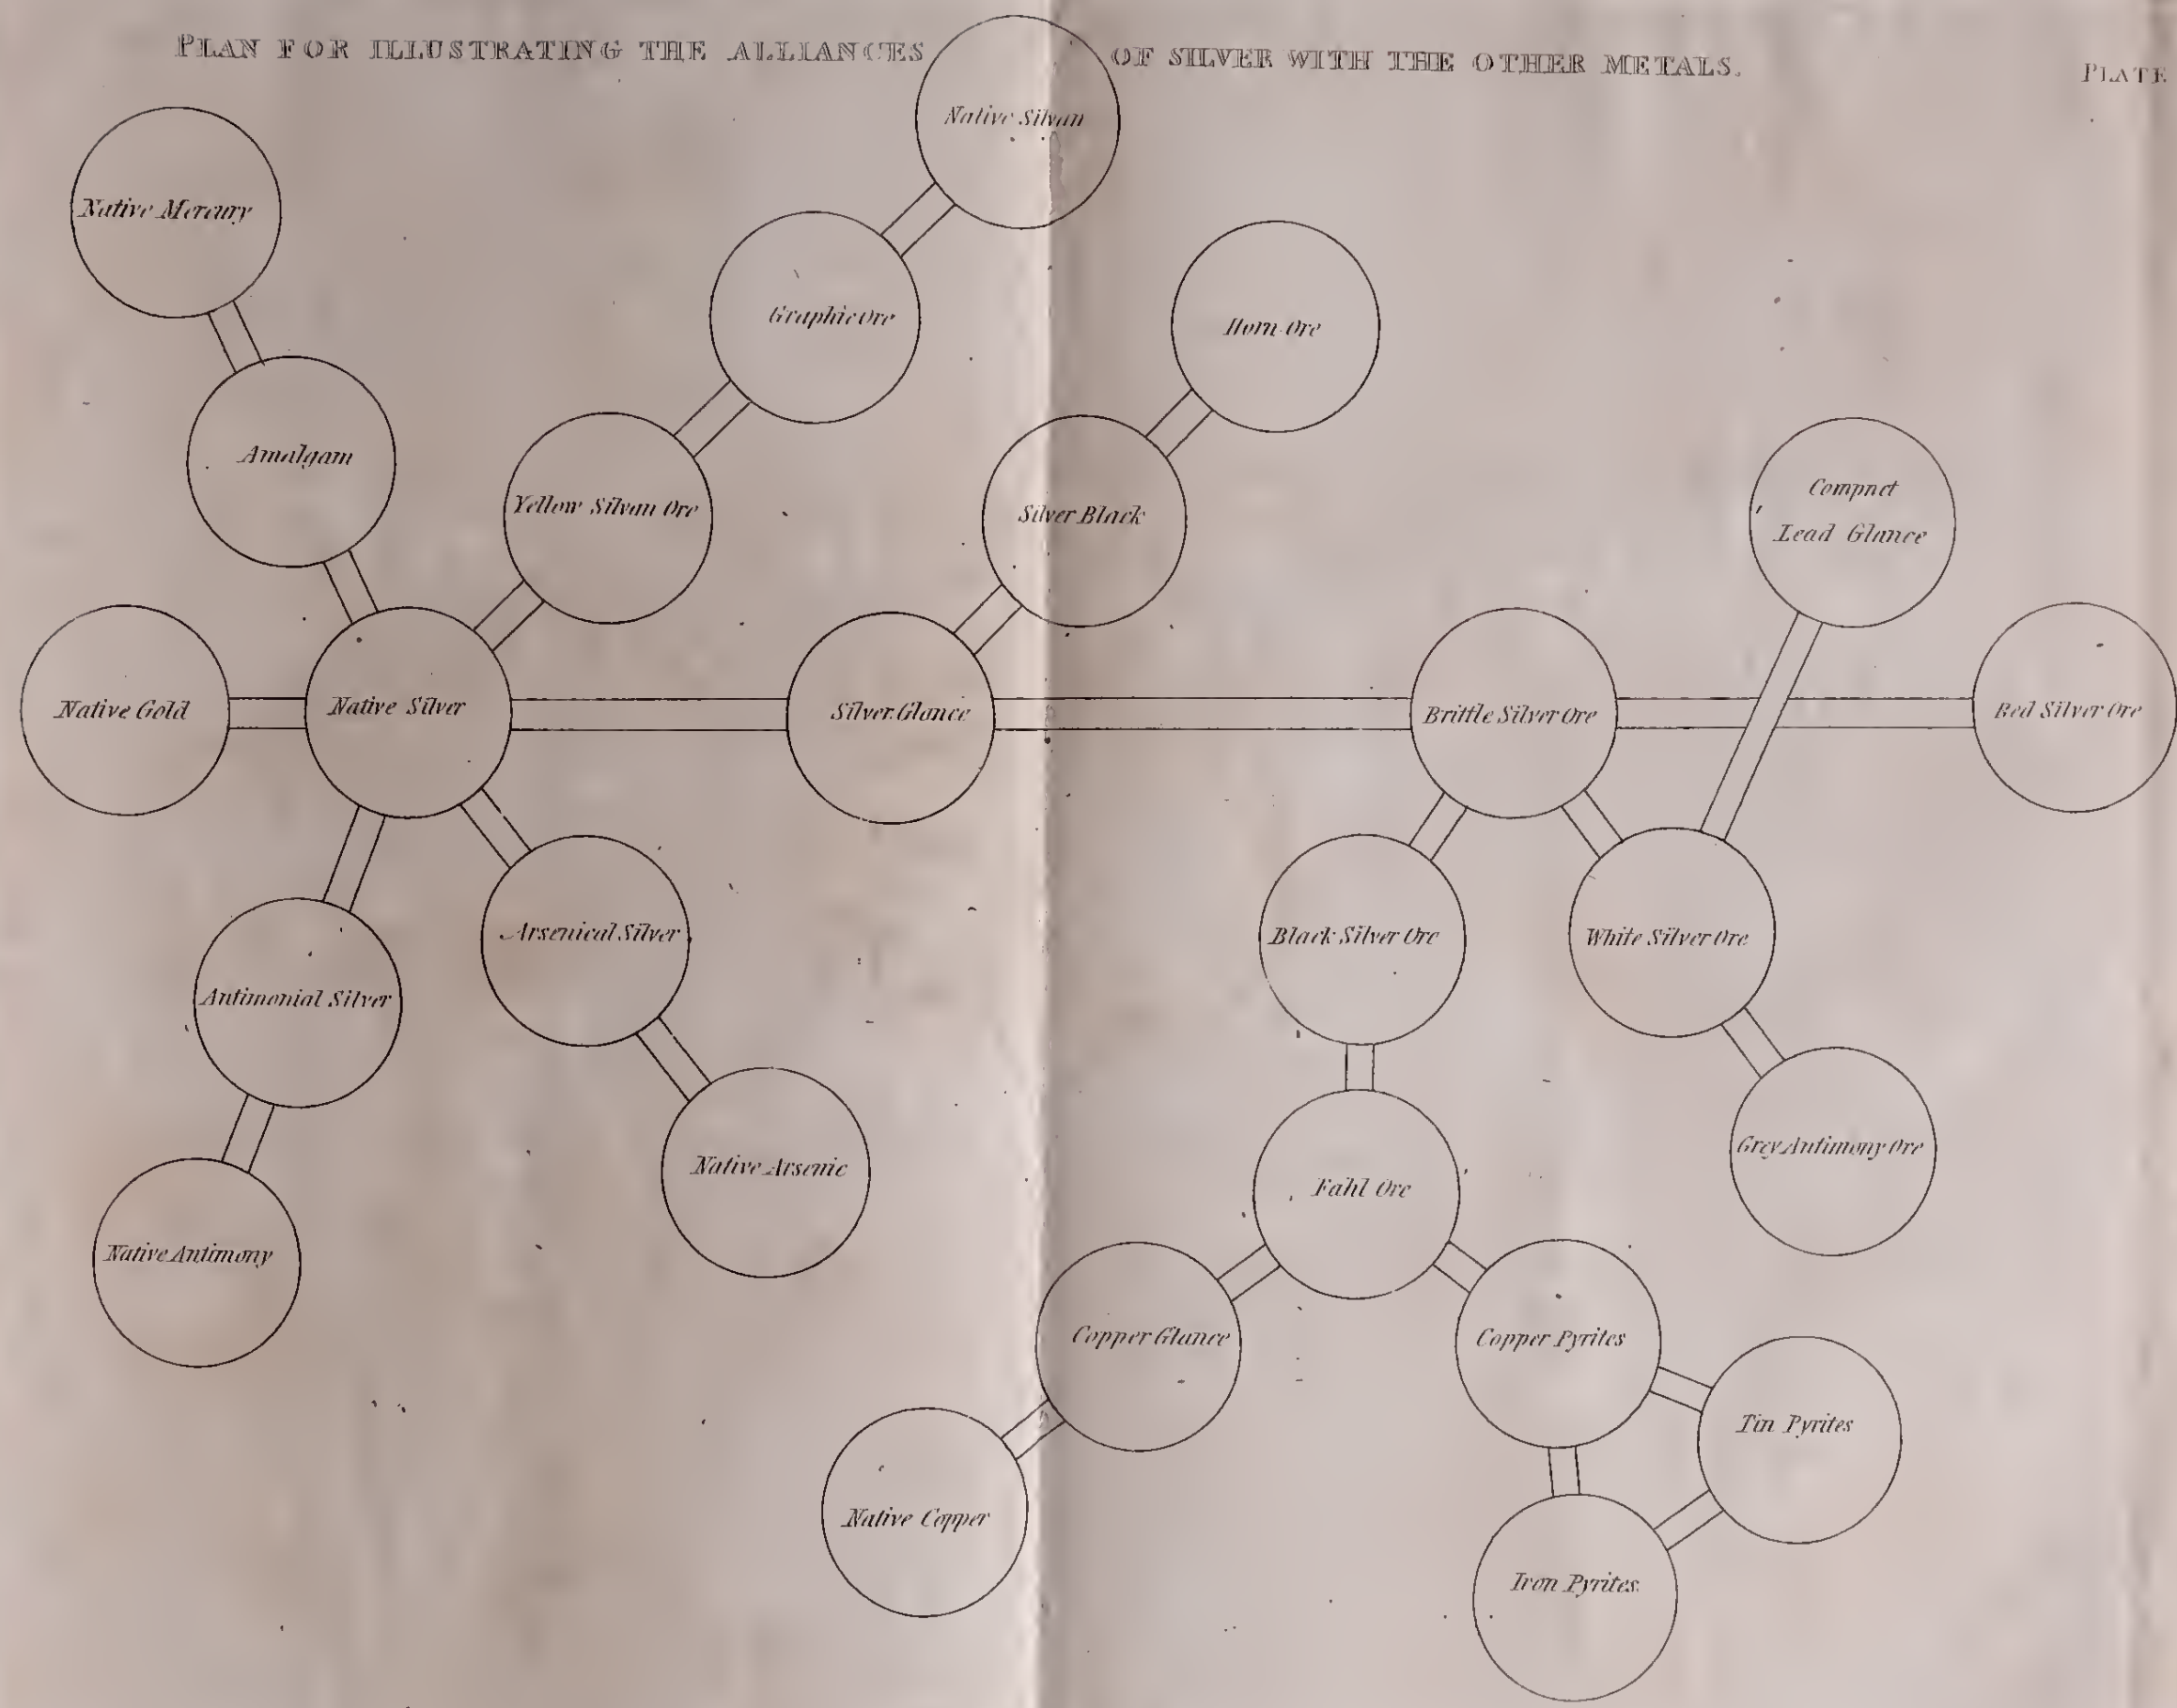 PLAN FOR ILLUSTRATING THE ALLIANCES OF SILVER WITH THE OTHER METALS.
PLATE
Native Silvan
Native Mercury
Graphic Ore
Horn Ore
Amalgam
Yellow Silvan Ore
Silver Black
Compact
Lead Glance
Native Gold
Native Silver
Silver Glance
Brittle Silver Ore
Red Silver Ore
Arsenical Silver
Black Silver Ore
White Silver Ore
Antimonial Silver
Native Arsenic
Fahl Ore
Grey Antimony Ore
Native Antimony
Copper Glance
Copper Pyrites
Tin Pyrites
Native Copper
Iron Pyrites